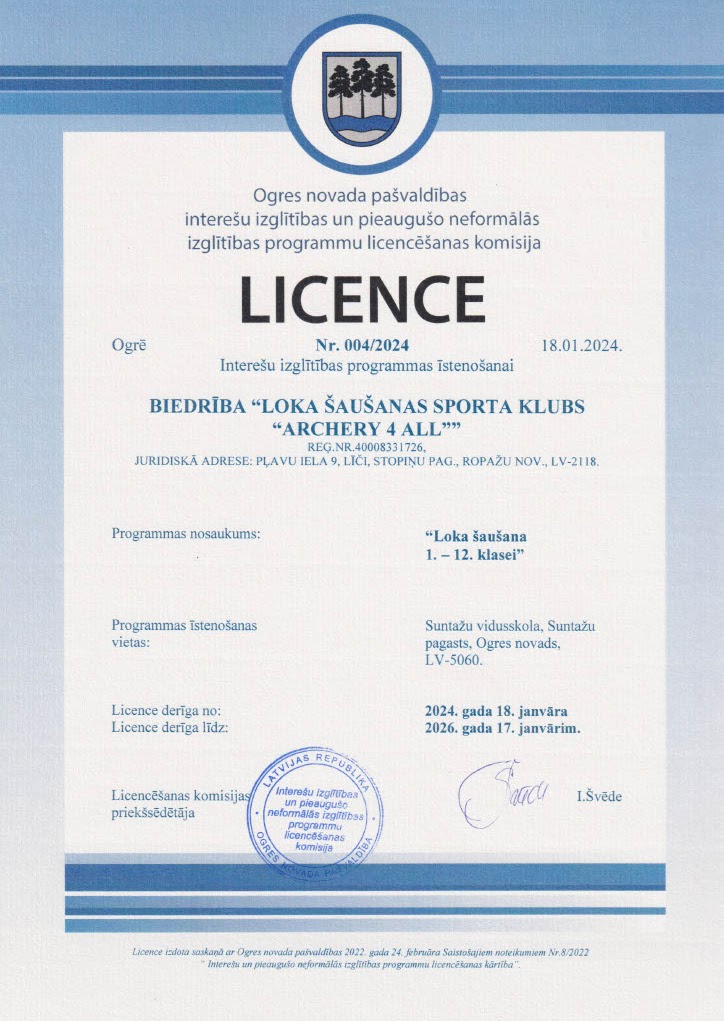 Ogres novada pašvaldības
interešu izglītības un pieaugušo neformālās
izglītības programmu licencēšanas komisija
LICENCE
Ogrē Nr. 004/2024 18.01.2024.
Interešu izglītības programmas īstenošanai
BIEDRĪBA “LOKA ŠAUŠANAS SPORTA KLUBS
“ARCHERY 4 ALL””
REĢ.NR.40008331726,
JURIDISKĀ ADRESE: PĻAVU IELA 9, LĪČI, STOPIŅU PAG., ROPAŽU NOV., LV-2118.
Programmas nosaukums: “Loka šaušana
1. – 12. klasei”
Programmas īstenošanas Suntažu vidusskola, Suntažu
vietas: pagasts, Ogres novads,
LV-5060.
Licence derīga no: 2024. gada 18. janvāra
Licence derīga līdz: 2026. gada 17. janvārim.
Licencēšanas komisijas
priekšsēdētāja
I.Švēde
LATVIJAS REPUBLIKA
Interešu izglītības
un pieaugušo
neformālās izglītības
programmu
licencēšanas
komisija
OGRES NOVADA PAŠVALDĪBA
Licence izdota saskaņā ar Ogres novada pašvaldības 2022. gada 24. februāra Saistošajiem noteikumiem Nr.8/2022
“ Interešu un pieaugušo neformālās izglītības programmu licencēšanas kārtība”.